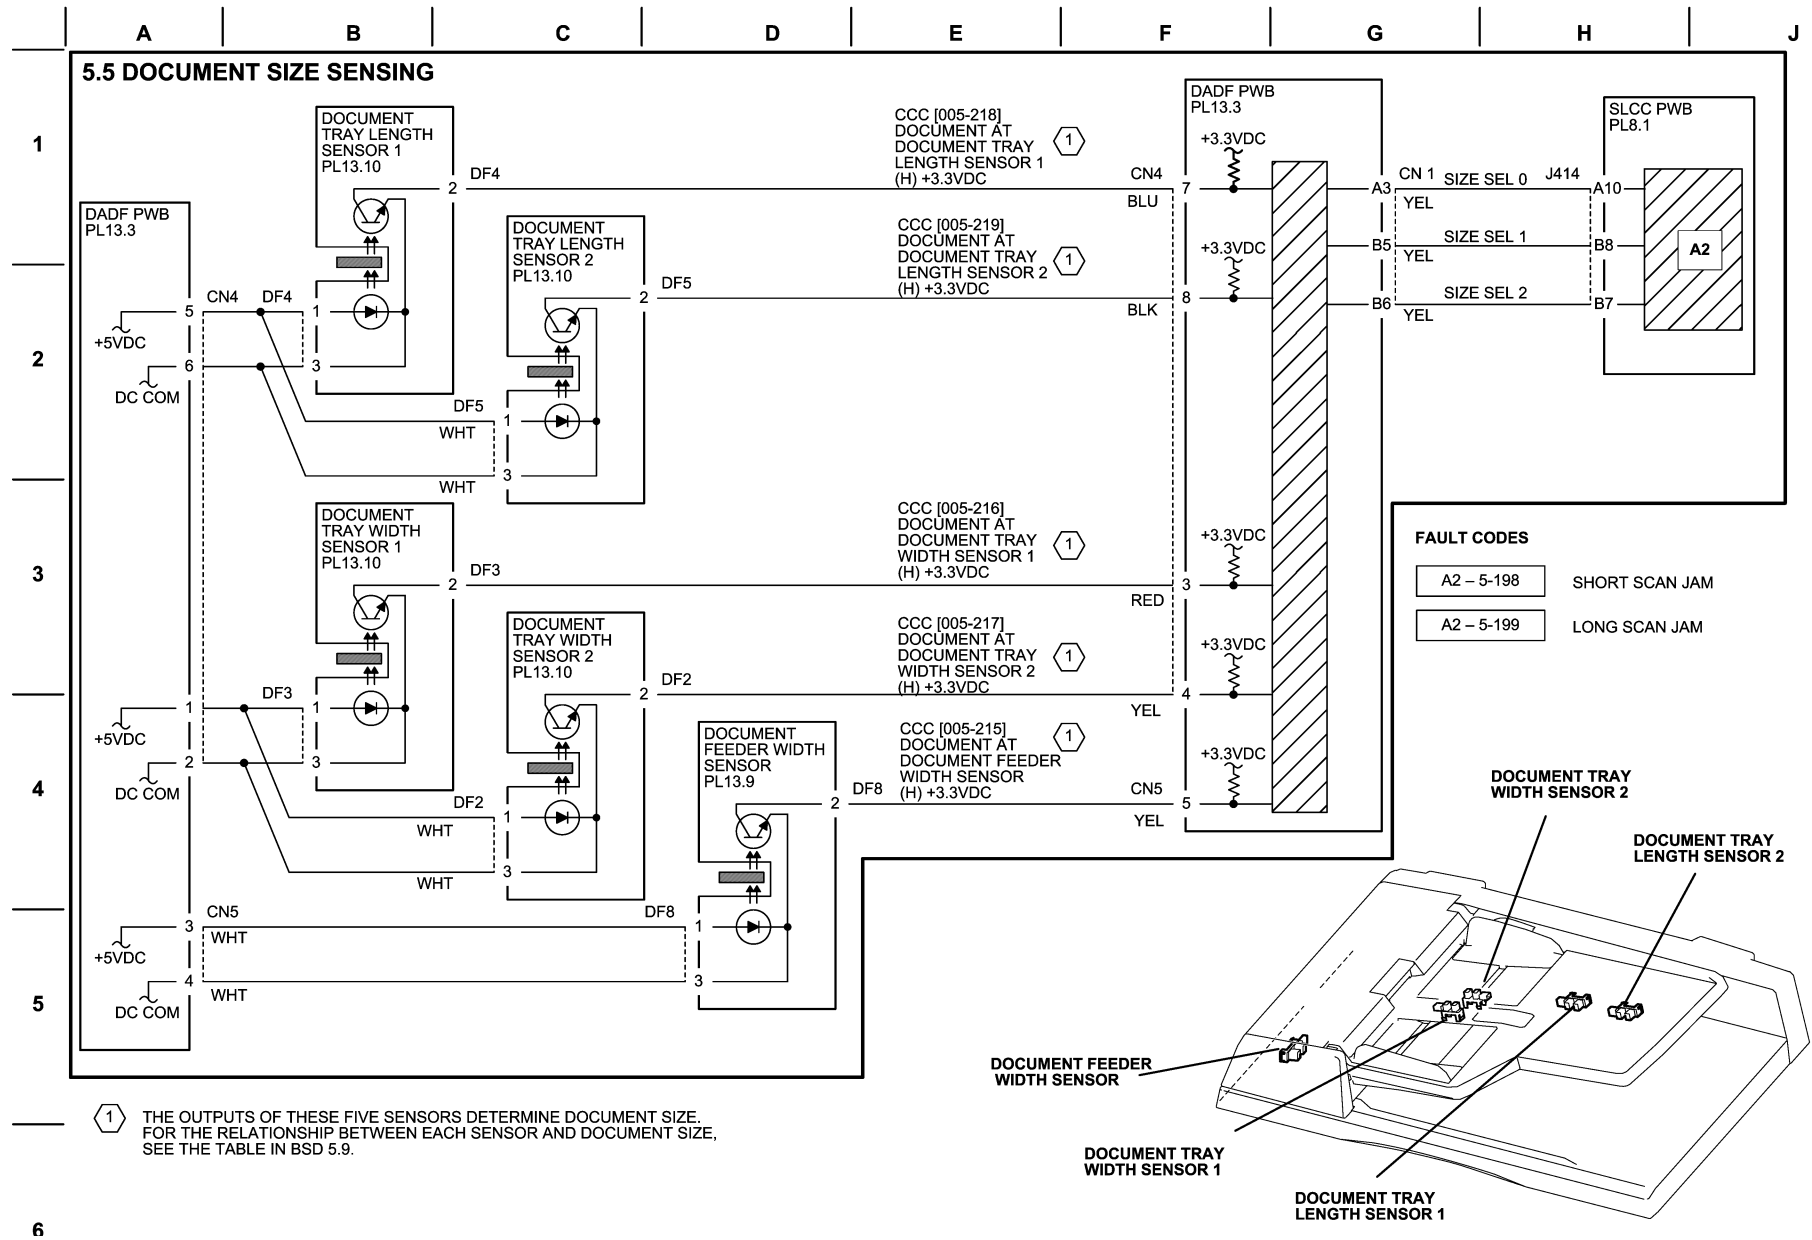 A B C D E F G H J
5.5 DOCUMENT SIZE SENSING
1
2
3
4
5
6
DADF PWB
PL13.3
5
CN4
DF4
+5VDC
6
DC COM
1
DF3
+5VDC
2
DC COM
3
CN5
WHT
+5VDC
4
WHT
DC COM
DOCUMENT
TRAY LENGTH
SENSOR 1
PL13.10
2
DF4
1
3
DOCUMENT
TRAY LENGTH
SENSOR 2
PL13.10
2
DF5
DF5
1
WHT
3
WHT
DOCUMENT
TRAY WIDTH
SENSOR 1
PL13.10
2
DF3
1
3
DOCUMENT
TRAY WIDTH
SENSOR 2
PL13.10
2
DF2
DF2
1
WHT
3
WHT
DOCUMENT
FEEDER WIDTH
SENSOR
PL13.9
2
DF8
DF8
1
3
CCC [005-218]
DOCUMENT AT
DOCUMENT TRAY
LENGTH SENSOR 1
(H) +3.3VDC
1
CCC [005-219]
DOCUMENT AT
DOCUMENT TRAY
LENGTH SENSOR 2
(H) +3.3VDC
1
CCC [005-216]
DOCUMENT AT
DOCUMENT TRAY
WIDTH SENSOR 1
(H) +3.3VDC
1
CCC [005-217]
DOCUMENT AT
DOCUMENT TRAY
WIDTH SENSOR 2
(H) +3.3VDC
1
CCC [005-215]
DOCUMENT AT
DOCUMENT FEEDER
WIDTH SENSOR
(H) +3.3VDC
1
DADF PWB
PL13.3
+3.3VDC
CN4
7
BLU
+3.3VDC
8
BLK
+3.3VDC
3
RED
+3.3VDC
4
YEL
+3.3VDC
CN5
5
YEL
A3
CN 1
SIZE SEL 0
J414
A10
YEL
B5
SIZE SEL 1
B8
YEL
B6
SIZE SEL 2
B7
YEL
SLCC PWB
PL8.1
A2
FAULT CODES
A2 – 5-198 SHORT SCAN JAM
A2 – 5-199 LONG SCAN JAM
DOCUMENT TRAY
WIDTH SENSOR 2
DOCUMENT TRAY
LENGTH SENSOR 2
DOCUMENT FEEDER
WIDTH SENSOR
DOCUMENT TRAY
WIDTH SENSOR 1
DOCUMENT TRAY
LENGTH SENSOR 1
1 THE OUTPUTS OF THESE FIVE SENSORS DETERMINE DOCUMENT SIZE.
FOR THE RELATIONSHIP BETWEEN EACH SENSOR AND DOCUMENT SIZE,
SEE THE TABLE IN BSD 5.9.